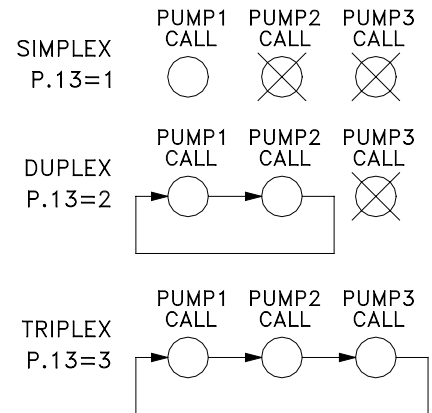 PUMP1 PUMP2 PUMP3
CALL CALL CALL
SIMPLEX
P.13=1
PUMP1 PUMP2 PUMP3
CALL CALL CALL
DUPLEX
P.13=2
PUMP1 PUMP2 PUMP3
CALL CALL CALL
TRIPLEX
P.13=3